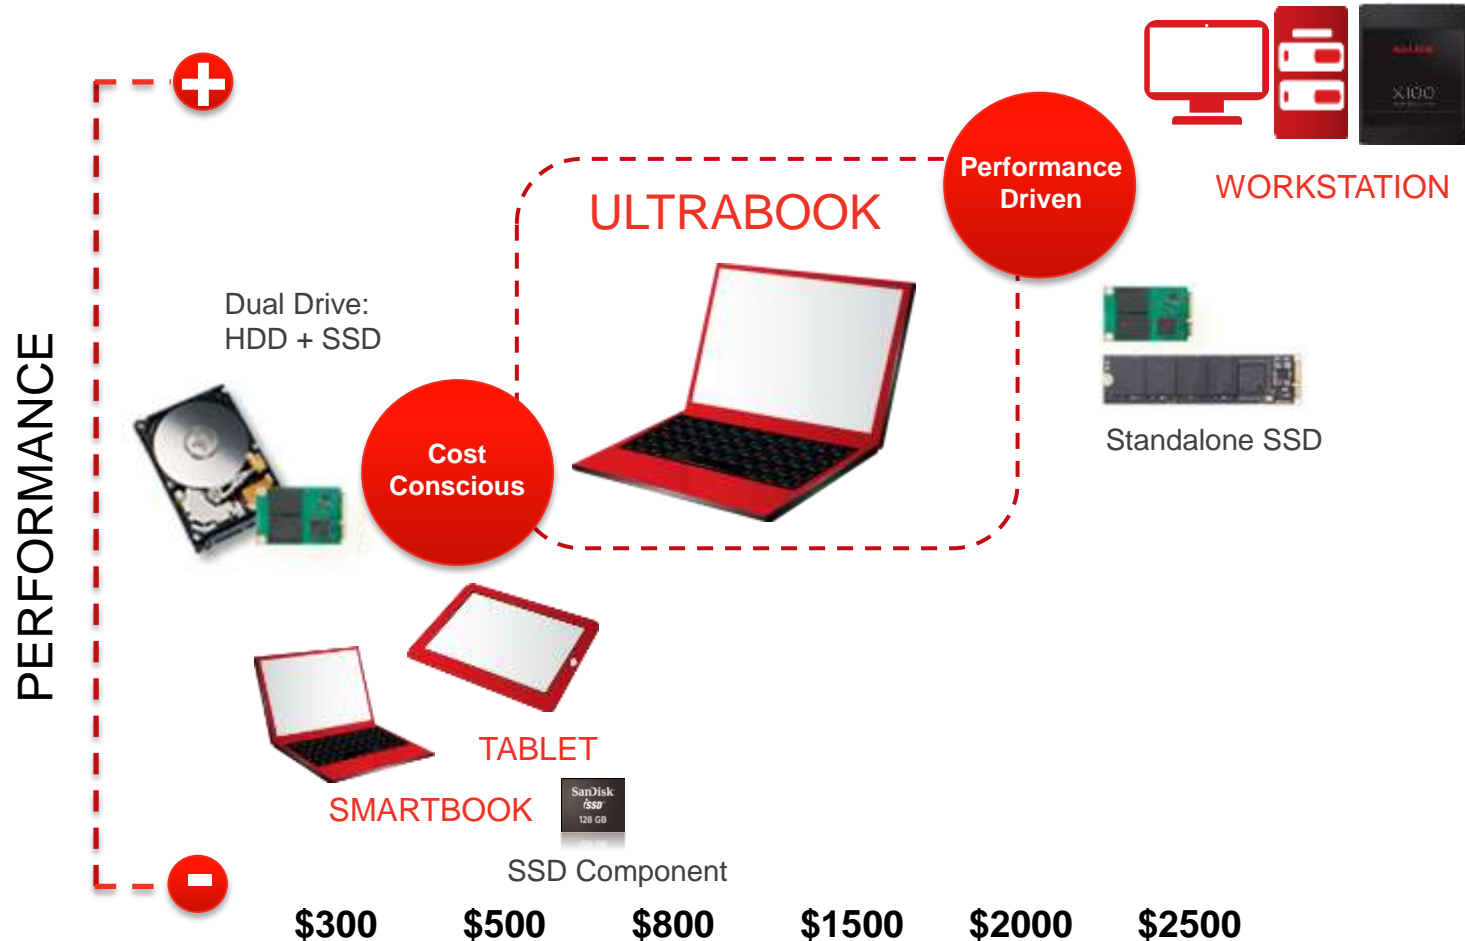 X100
WORKSTATION
Performance
Driven
ULTRABOOK
Dual Drive:
HDD + SSD
Standalone SSD
Cost
Conscious
PERFORMANCE
TABLET
SMARTBOOK
SanDisk
iSSD
128 GB
SSD Component
$300 $500 $800 $1500 $2000 $2500